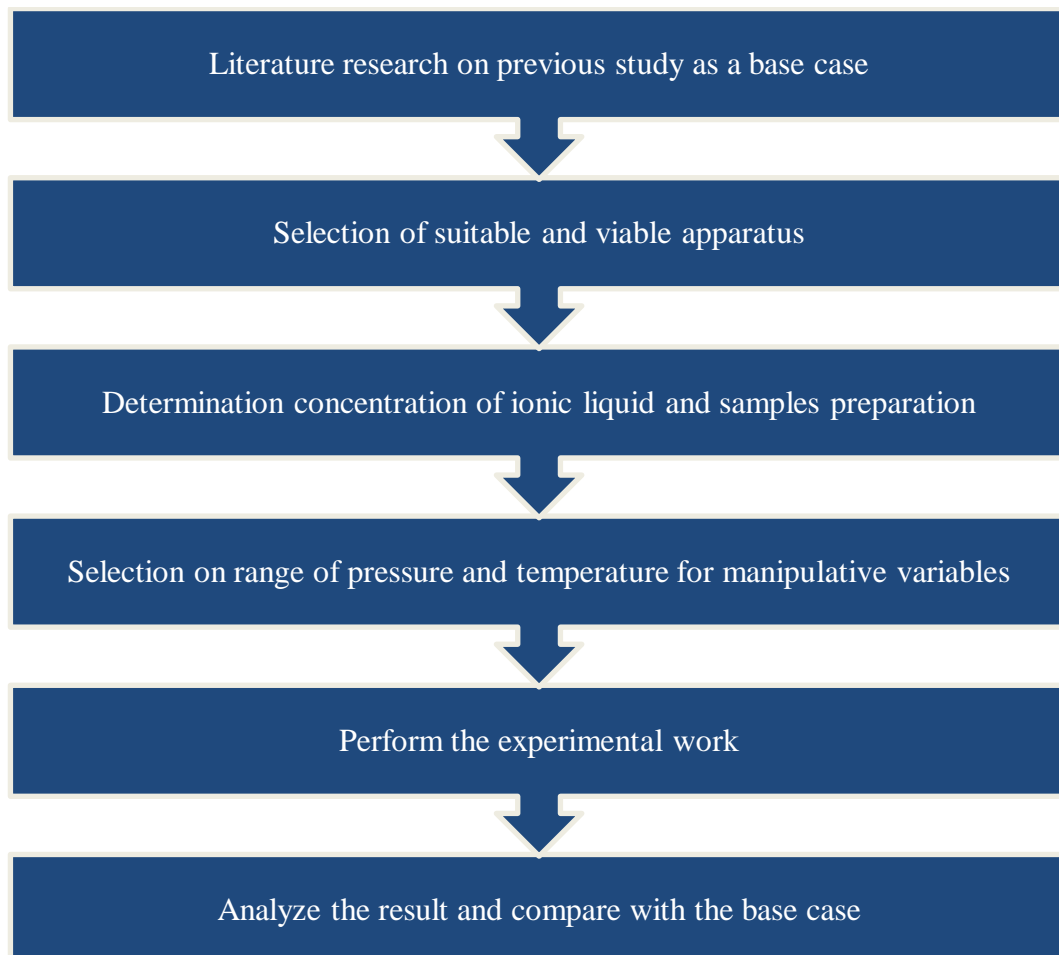 Literature research on previous study as a base case
Selection of suitable and viable apparatus
Determination concentration of ionic liquid and samples preparation
Selection on range of pressure and temperature for manipulative variables
Perform the experimental work
Analyze the result and compare with the base case